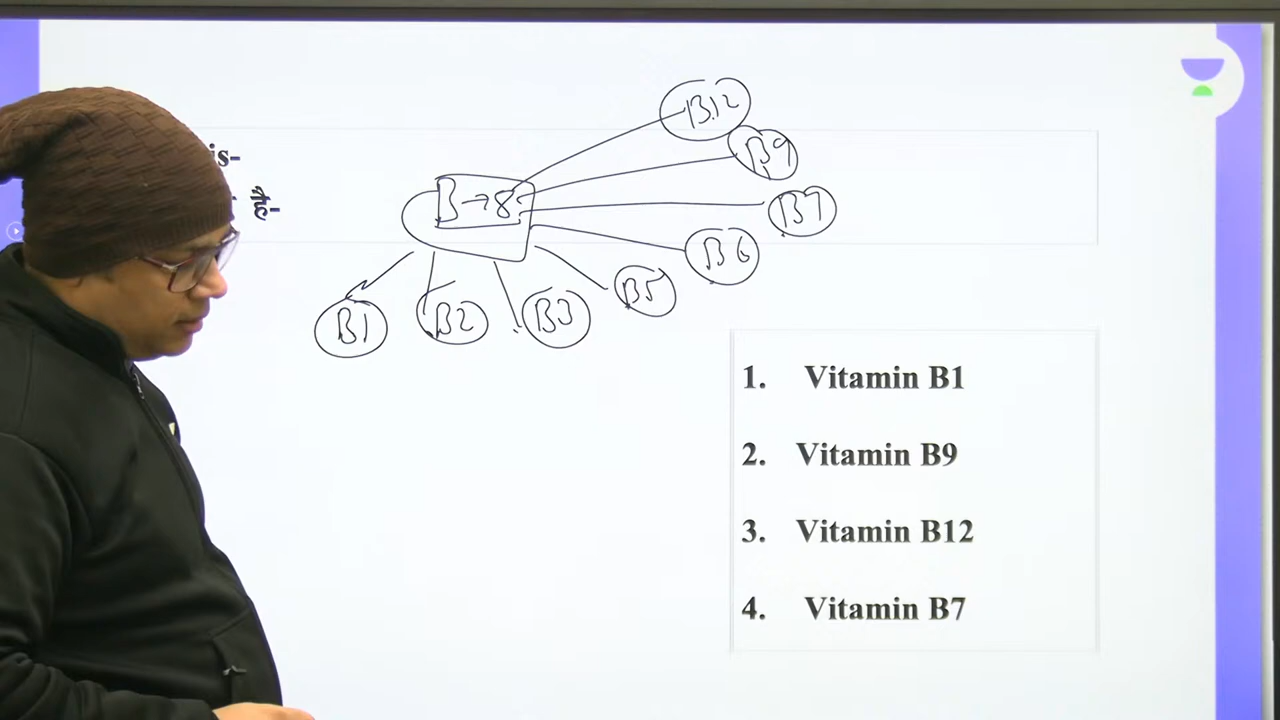 is-
है-
B12
B9
B7
B6
B5
B3
B2
B1
B→8
1. Vitamin B1
2. Vitamin B9
3. Vitamin B12
4. Vitamin B7